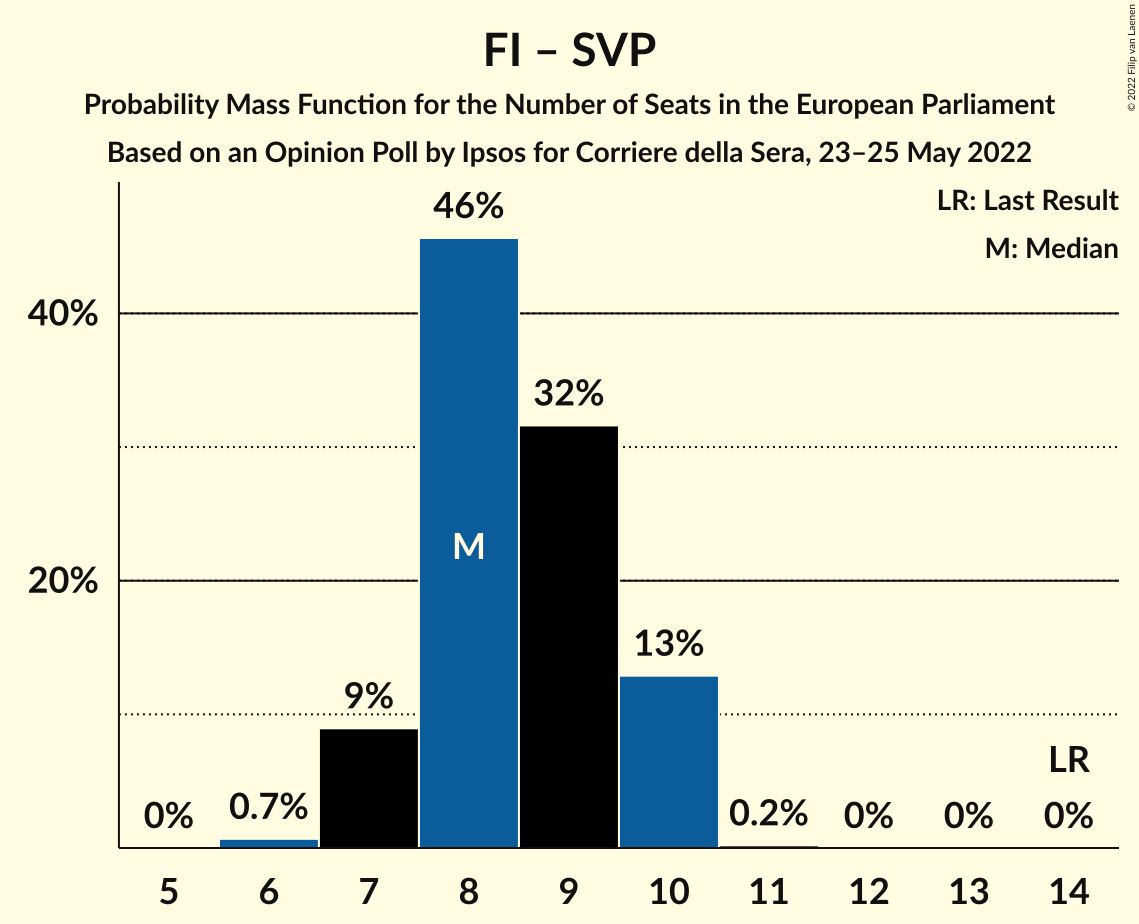 FI – SVP
Probability Mass Function for the Number of Seats in the European Parliament
Based on an Opinion Poll by Ipsos for Corriere della Sera, 23–25 May 2022
© 2022 Filip van Laenen
LR: Last Result
M: Median
40%
20%
0%
0.7%
9%
46%
M
32%
13%
0.2%
0%
0%
LR
0%
5 6 7 8 9 10 11 12 13 14